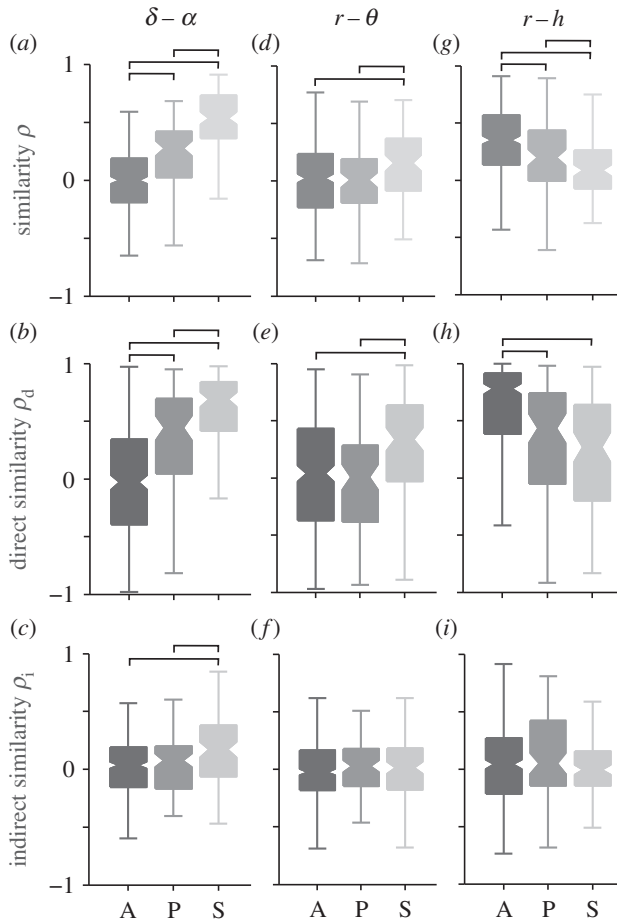 δ – α r – θ r – h
(a) (d) (g)
similarity ρ
1
0
−1
(b) (e) (h)
direct similarity ρd
1
0
−1
(c) (f) (i)
indirect similarity ρi
1
0
−1
A P S A P S A P S